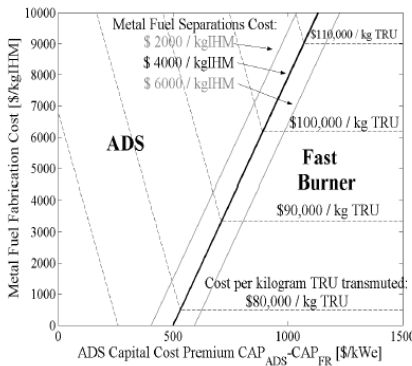 10000
9000
8000
7000
6000
5000
4000
3000
2000
1000
0
Metal Fuel Fabrication Cost [$/kgIHM]
Metal Fuel Separations Cost:
$ 2000 / kgIHM
$ 4000 / kgIHM
$ 6000 / kgIHM
$110,000 / kg TRU
$100,000 / kg TRU
ADS
Fast
Burner
$90,000 / kg TRU
Cost per kilogram TRU transmuted:
$80,000 / kg TRU
0
500
1000
1500
ADS Capital Cost Premium CAP_ADS-CAP_FR [$/kWe]